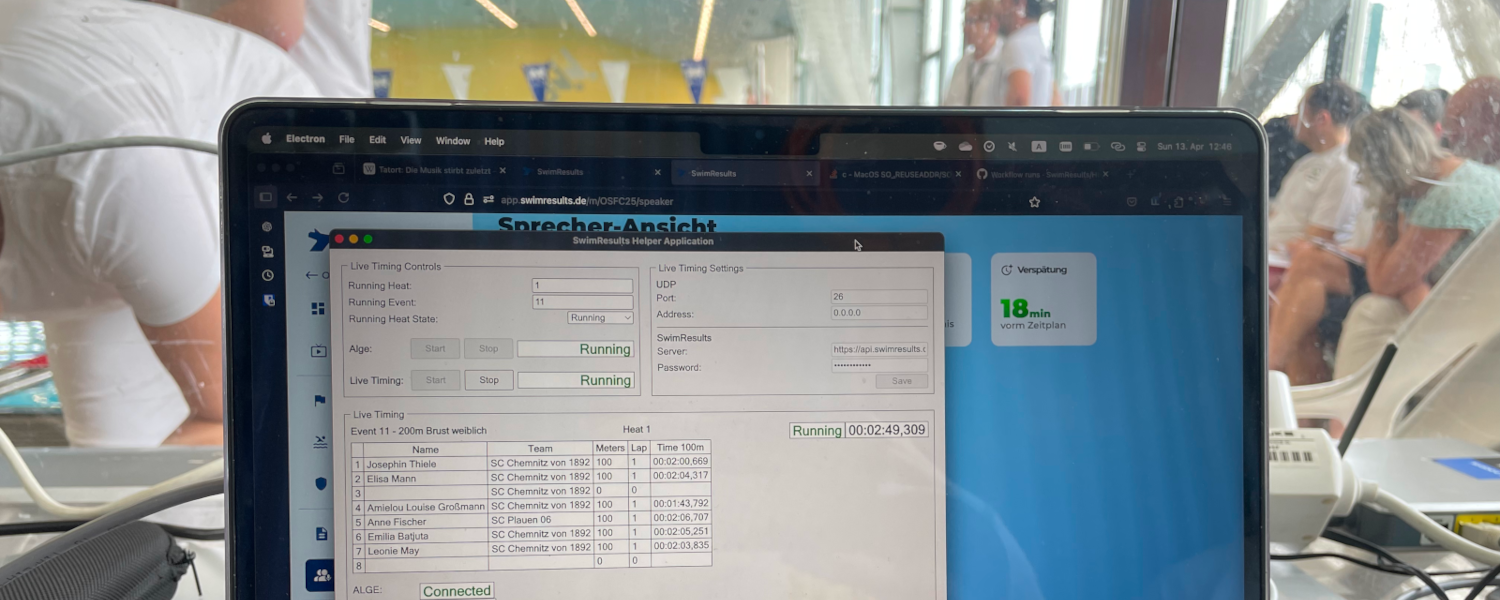 Electron File Edit View Window Help
A
Sun 13. Apr 12:46
Tatort: Die Musik stirbt zuletzt
SwimResults
SwimResults
c - MacOS SO_REUSEADDR/SO
Workflow runs · SwimResults
app.swimresults.de/m/OSFC25/speaker
Sprecher-Ansicht
SwimResults Helper Application
Verspätung
18 min
vorm Zeitplan
Live Timing Controls
Running Heat: 1
Running Event: 11
Running Heat State: Running
Alge: Start Stop Running
Live Timing: Start Stop Running
Live Timing Settings
UDP
Port: 26
Address: 0.0.0.0
SwimResults
Server: https://api.swimresults.c
Password: ••••••••••••
Save
Live Timing
Event 11 - 200m Brust weiblich Heat 1 Running 00:02:49,309
Name Team Meters Lap Time 100m
1 Josephin Thiele SC Chemnitz von 1892 100 1 00:02:00,669
2 Elisa Mann SC Chemnitz von 1892 100 1 00:02:04,317
3 SC Chemnitz von 1892 0 0
4 Amielou Louise Großmann SC Chemnitz von 1892 100 1 00:01:43,792
5 Anne Fischer SC Plauen 06 100 1 00:02:06,707
6 Emilia Batjuta SC Chemnitz von 1892 100 1 00:02:05,251
7 Leonie May SC Chemnitz von 1892 100 1 00:02:03,835
8 0 0
ALGE: Connected